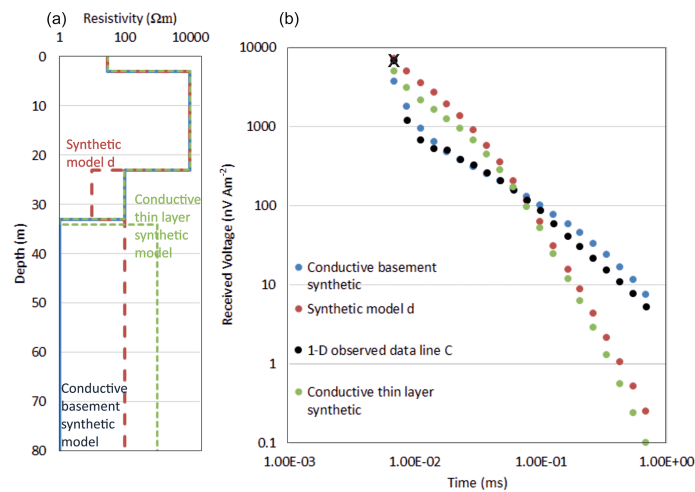 (a)
Resistivity (Ωm)
1
100
10000
0
10
20
30
40
50
60
70
80
Depth (m)
Synthetic
model d
Conductive
thin layer
synthetic
model
Conductive
basement
synthetic
model
(b)
10000
1000
100
10
1
0.1
Received Voltage (nV Am⁻²)
Conductive basement
synthetic
Synthetic model d
1-D observed data line C
Conductive thin layer
synthetic
1.00E-03
1.00E-02
1.00E-01
1.00E+00
Time (ms)